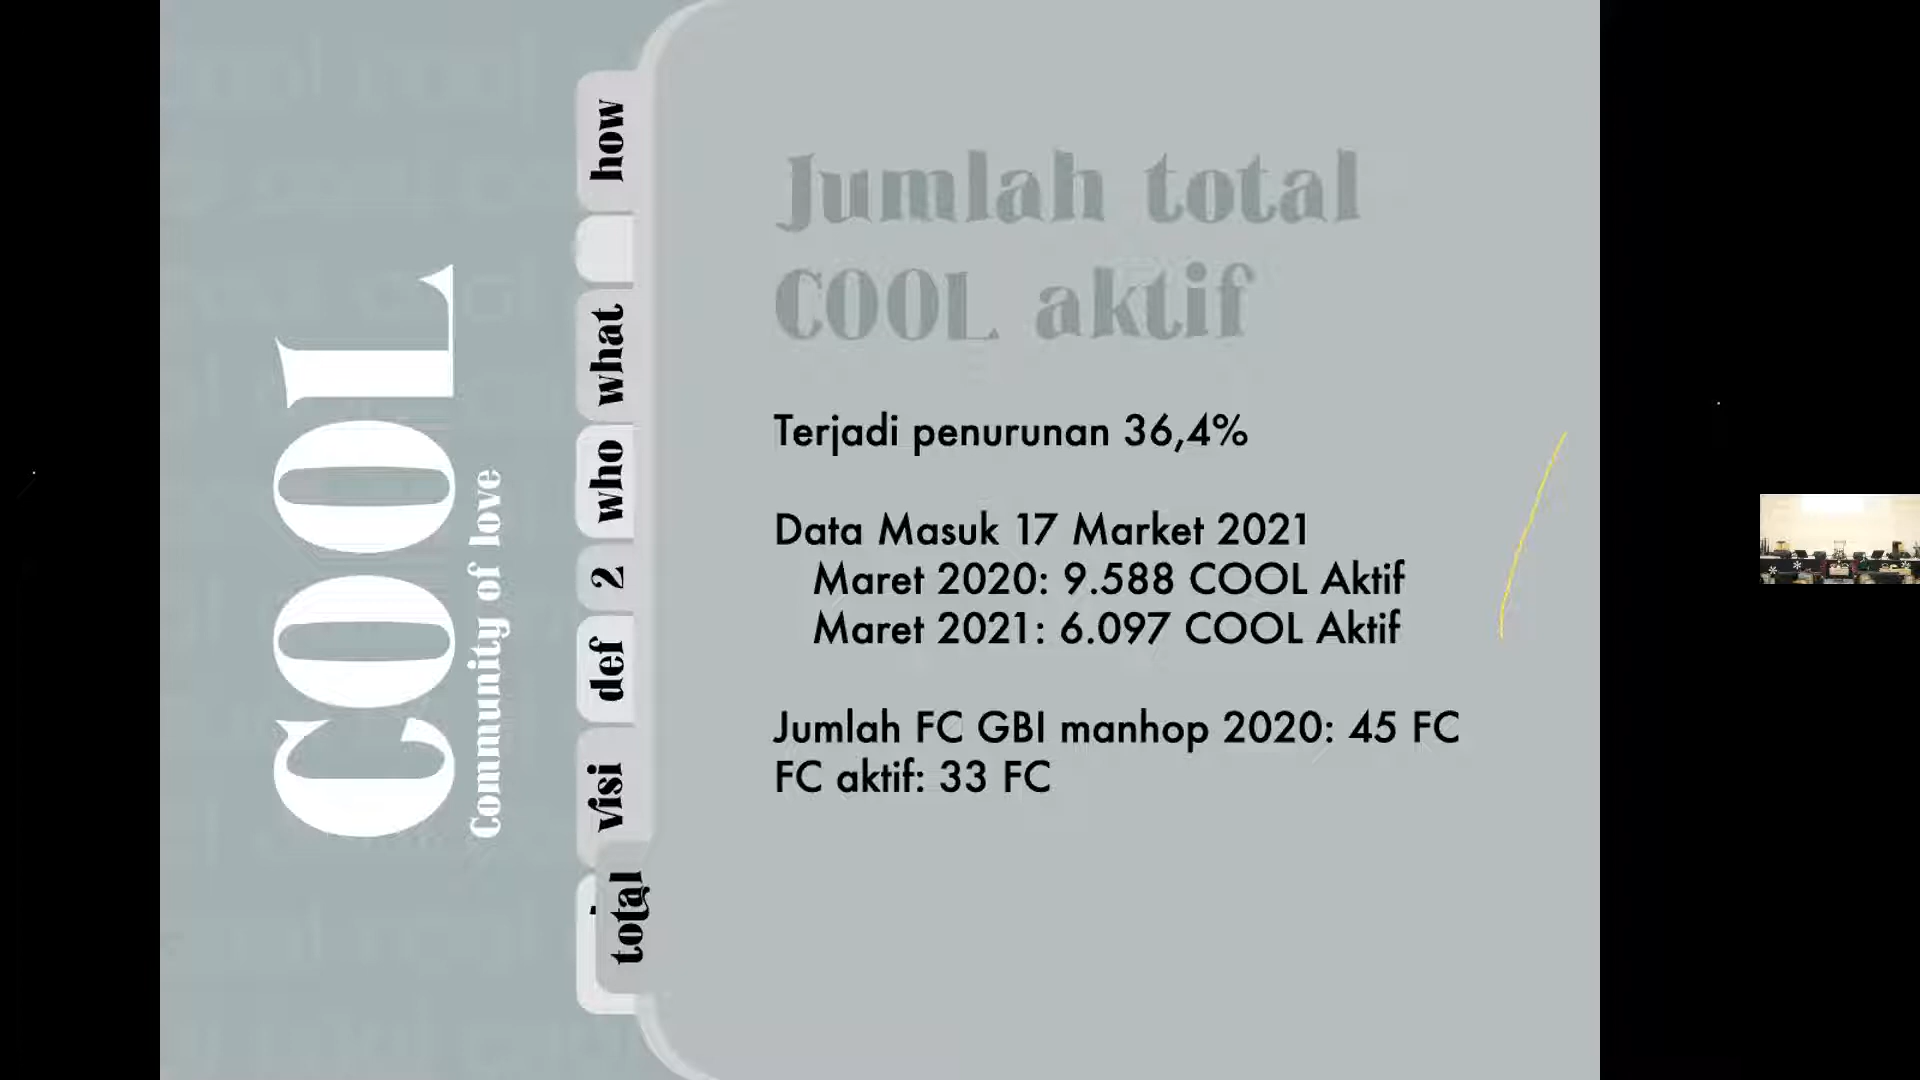 COOL
Community of love
how
what
who
def 2
visi
total
Jumlah total
COOL aktif
Terjadi penurunan 36,4%
Data Masuk 17 Market 2021
Maret 2020: 9.588 COOL Aktif
Maret 2021: 6.097 COOL Aktif
Jumlah FC GBI manhop 2020: 45 FC
FC aktif: 33 FC